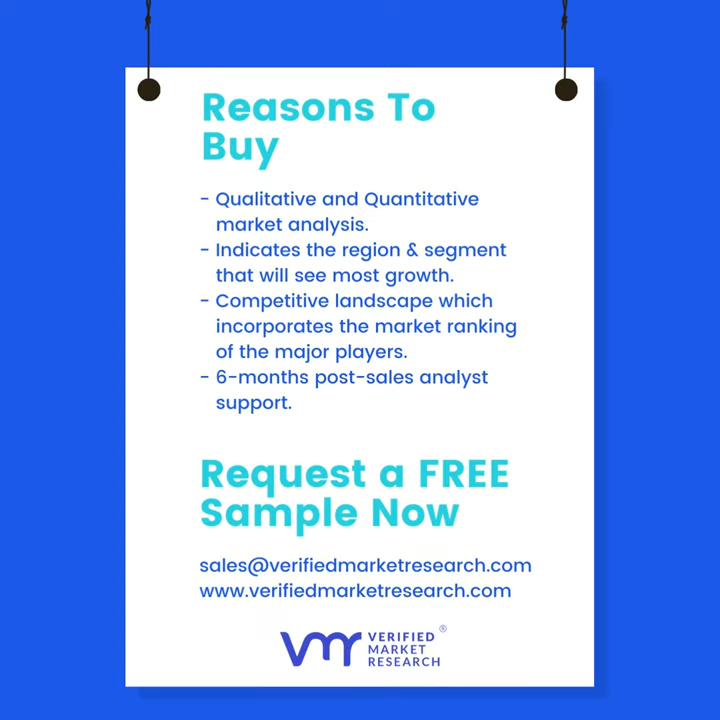 Reasons To
Buy
- Qualitative and Quantitative
market analysis.
- Indicates the region & segment
that will see most growth.
- Competitive landscape which
incorporates the market ranking
of the major players.
- 6-months post-sales analyst
support.
Request a FREE
Sample Now
sales@verifiedmarketresearch.com
www.verifiedmarketresearch.com
vmr VERIFIED ®
MARKET
RESEARCH